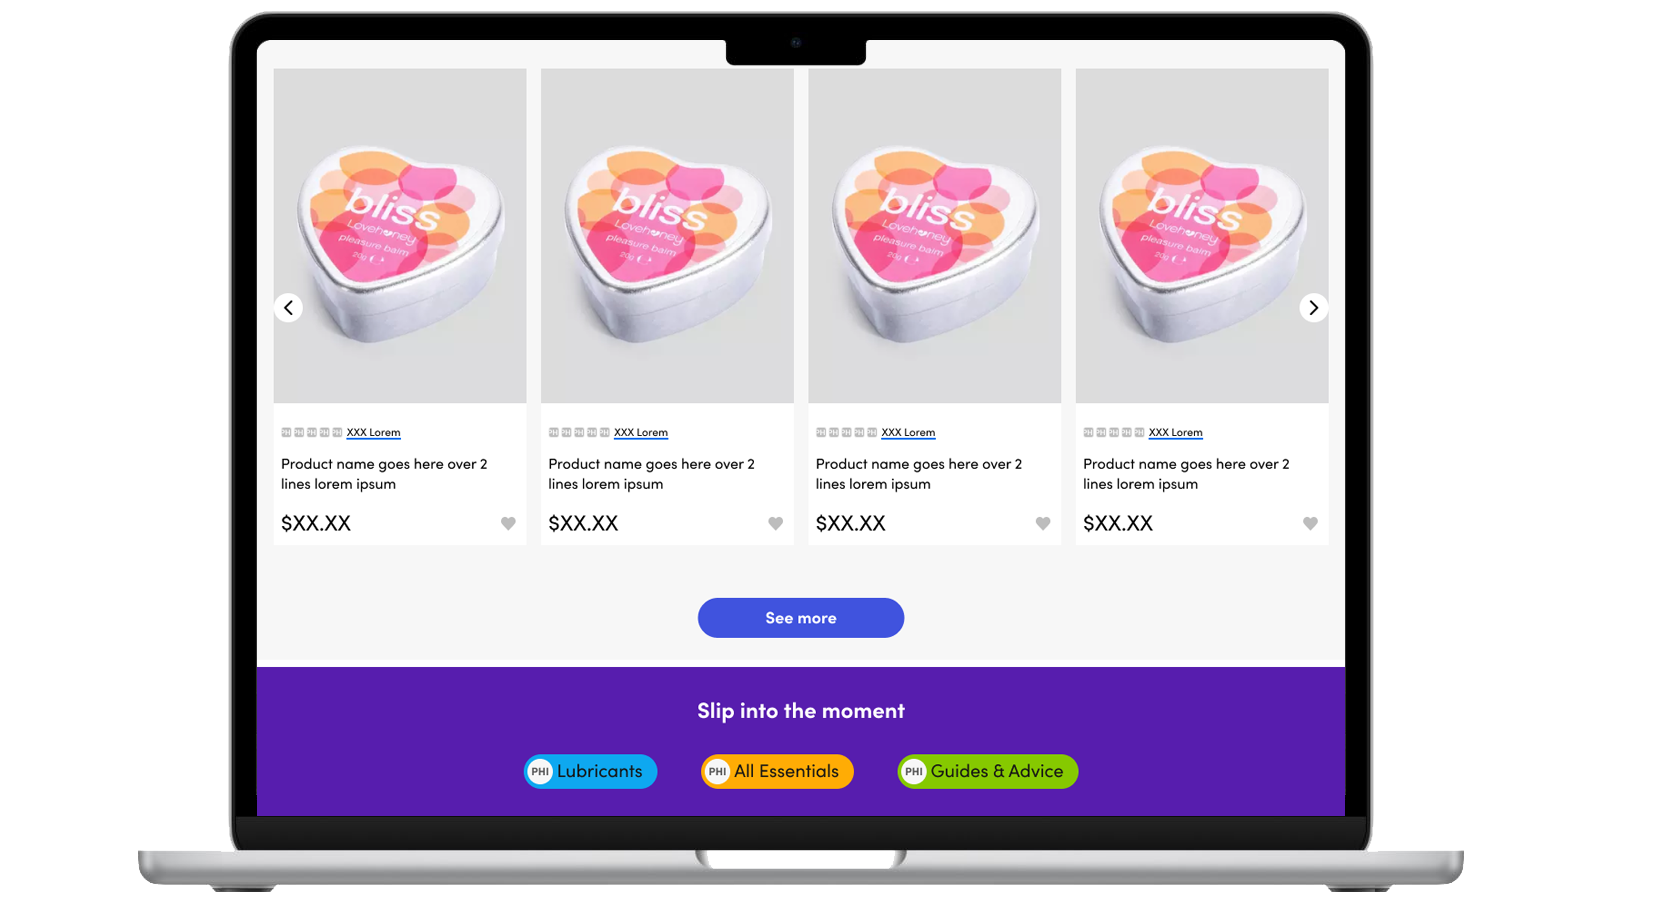 bliss
Lovehoney
pleasure balm
20g
bliss
Lovehoney
pleasure balm
20g
bliss
Lovehoney
pleasure balm
20g
bliss
Lovehoney
pleasure balm
20g
XXX Lorem
XXX Lorem
XXX Lorem
XXX Lorem
Product name goes here over 2
lines lorem ipsum
Product name goes here over 2
lines lorem ipsum
Product name goes here over 2
lines lorem ipsum
Product name goes here over 2
lines lorem ipsum
$XX.XX
$XX.XX
$XX.XX
$XX.XX
See more
Slip into the moment
PHI Lubricants
PHI All Essentials
PHI Guides & Advice